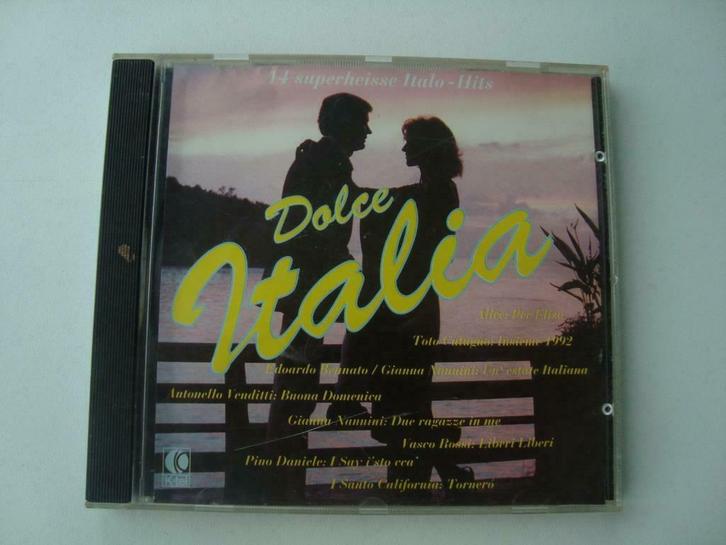 14 superheisse Italo-Hits
Dolce
Italia
Alice: Per Elisa
Toto Cutugno: Insieme 1992
Edoardo Bennato / Gianna Nannini: Un' estate Italiana
Antonello Venditti: Buona Domenica
Gianna Nannini: Due ragazze in me
Vasco Rossi: Liberi Liberi
Pino Daniele: I Say i'sto cca'
I Santo California: Torneró
K-tel